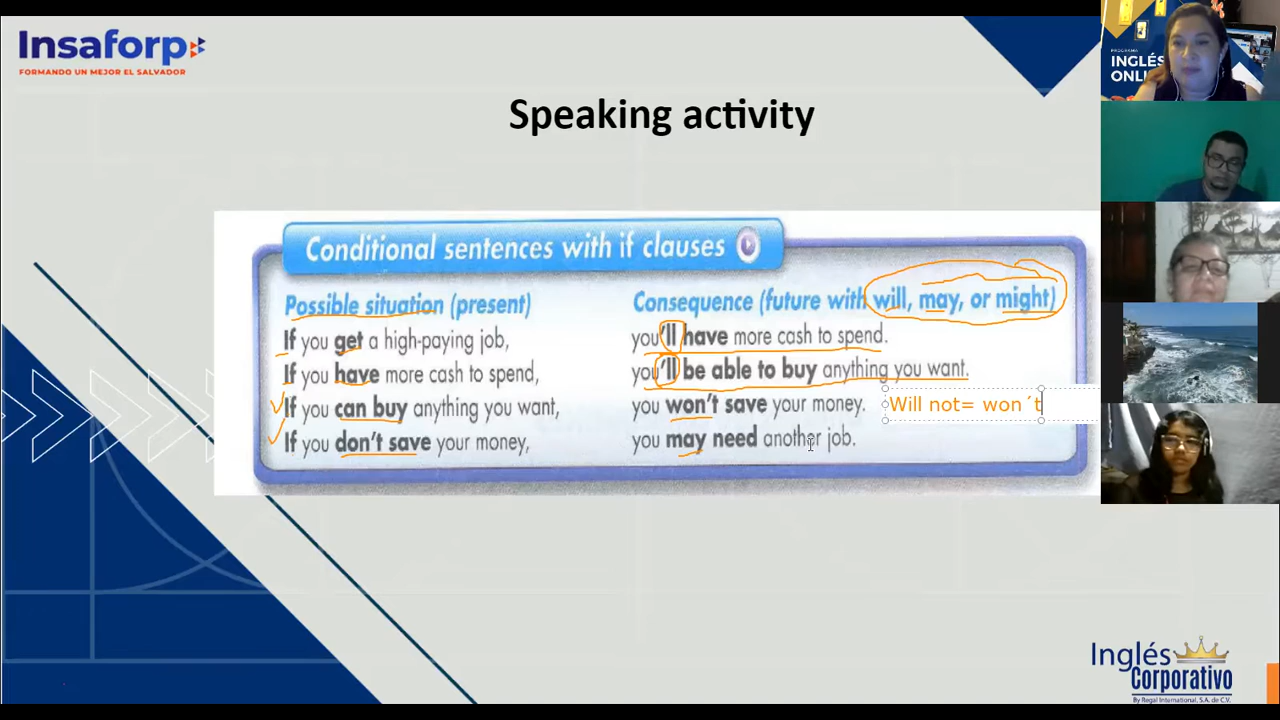 Insaforp
FORMANDO UN MEJOR EL SALVADOR
PROGRAMA
INGLÉS
ONLI
Speaking activity
Conditional sentences with if clauses
Possible situation (present)
Consequence (future with will, may, or might)
If you get a high-paying job,
you'll have more cash to spend.
If you have more cash to spend,
you'll be able to buy anything you want.
If you can buy anything you want,
you won't save your money.
Will not= won´t
If you don't save your money,
you may need another job.
Inglés
Corporativo
By Regal International, S.A. de C.V.